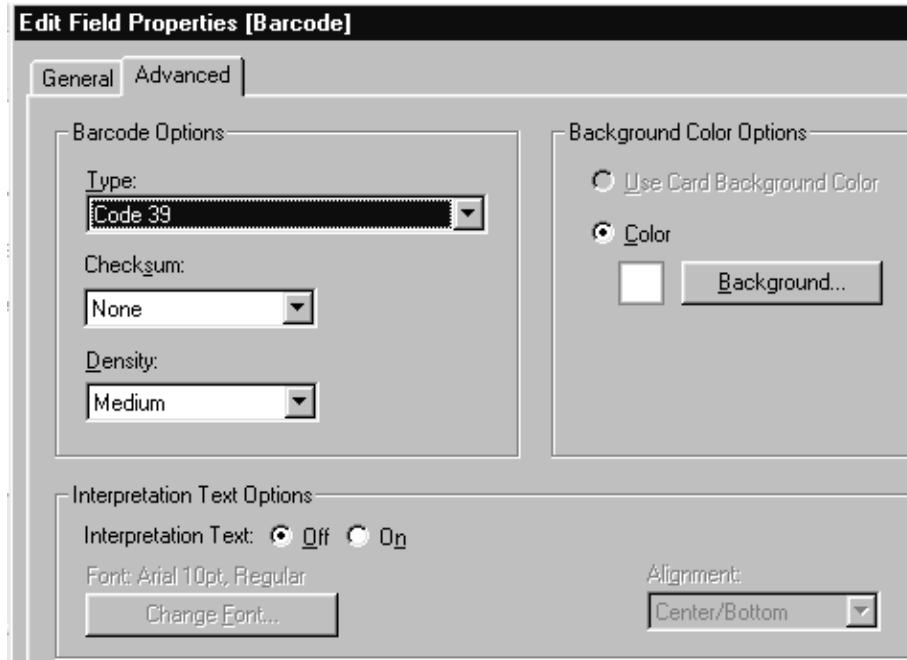 Edit Field Properties [Barcode]
General Advanced
Barcode Options
Type:
Code 39
Checksum:
None
Density:
Medium
Background Color Options
Use Card Background Color
Color
Background...
Interpretation Text Options
Interpretation Text: Off On
Font: Arial 10pt, Regular
Change Font...
Alignment:
Center/Bottom